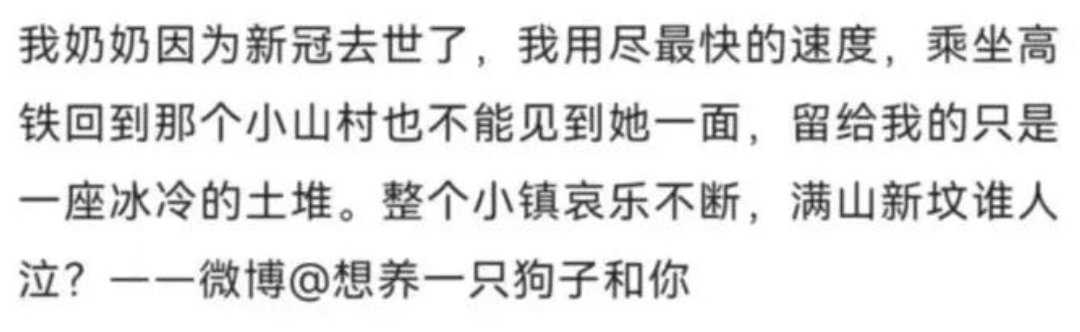 我奶奶因为新冠去世了，我用尽最快的速度，乘坐高
铁回到那个小山村也不能见到她一面，留给我的只是
一座冰冷的土堆。整个小镇哀乐不断，满山新坟谁人
泣？——微博@想养一只狗子和你